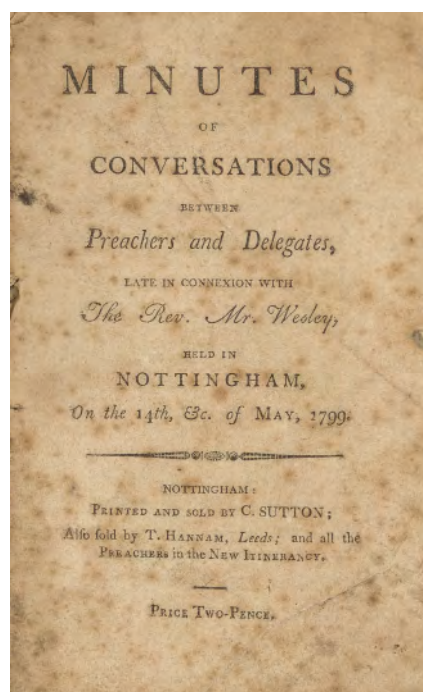 MINUTES
OF
CONVERSATIONS
BETWEEN
Preachers and Delegates,
LATE IN CONNEXION WITH
The Rev. Mr. Wesley,
HELD IN
NOTTINGHAM,
On the 14th, &c. of MAY, 1799.
NOTTINGHAM:
PRINTED AND SOLD BY C. SUTTON;
Alſo ſold by T. HANNAM, Leeds; and all the
PREACHERS in the NEW ITINERANCY.
PRICE TWO-PENCE.